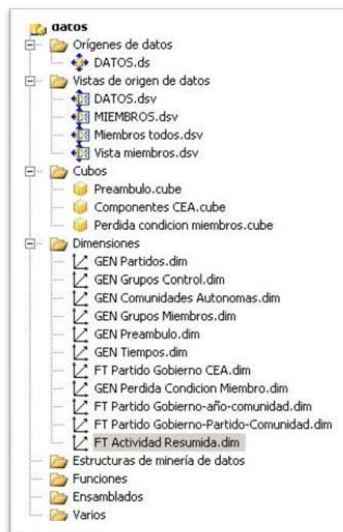 datos
Orígenes de datos
DATOS.ds
Vistas de origen de datos
DATOS.dsv
MIEMBROS.dsv
Miembros todos.dsv
Vista miembros.dsv
Cubos
Preambulo.cube
Componentes CEA.cube
Perdida condicion miembros.cube
Dimensiones
GEN Partidos.dim
GEN Grupos Control.dim
GEN Comunidades Autonomas.dim
GEN Grupos Miembros.dim
GEN Preambulo.dim
GEN Tiempos.dim
FT Partido Gobierno CEA.dim
GEN Perdida Condicion Miembro.dim
FT Partido Gobierno-año-comunidad.dim
FT Partido Gobierno-Partido-Comunidad.dim
FT Actividad Resumida.dim
Estructuras de minería de datos
Funciones
Ensamblados
Varios